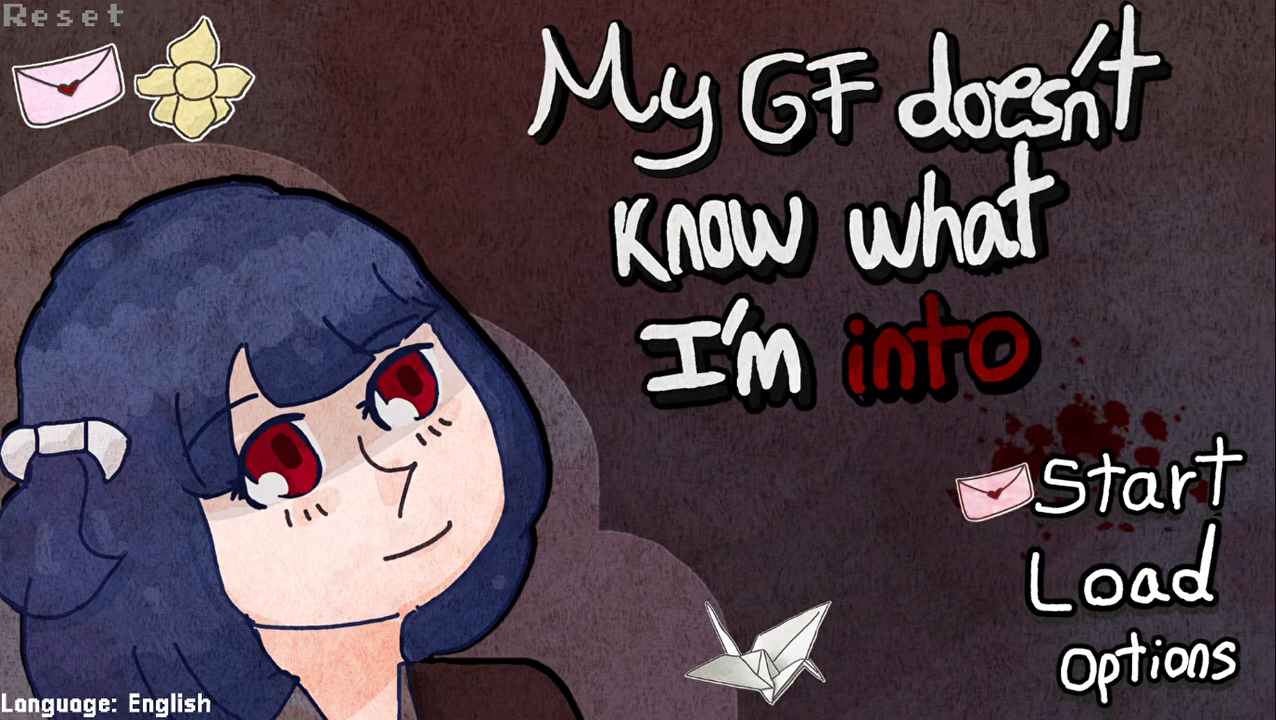 Reset
My GF doesn't
know what
I'm into
Start
Load
Options
Language: English